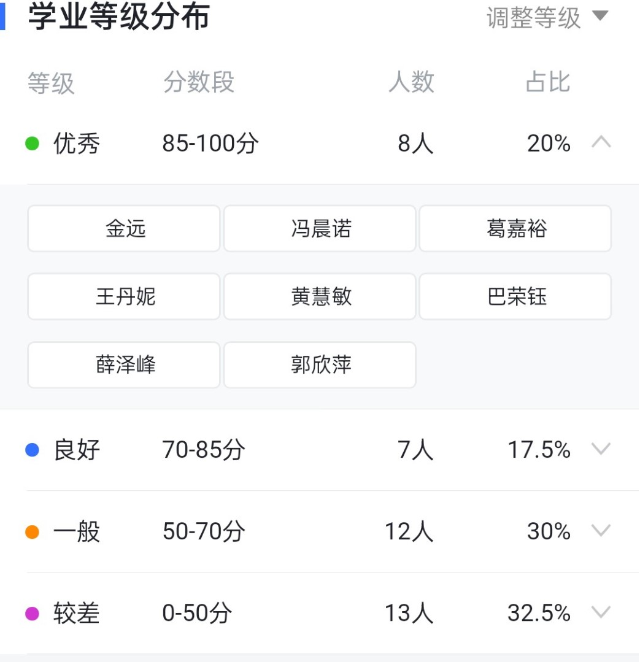 学业等级分布 调整等级
等级 分数段 人数 占比
优秀 85-100分 8人 20%
金远 冯晨诺 葛嘉裕
王丹妮 黄慧敏 巴荣钰
薛泽峰 郭欣萍
良好 70-85分 7人 17.5%
一般 50-70分 12人 30%
较差 0-50分 13人 32.5%